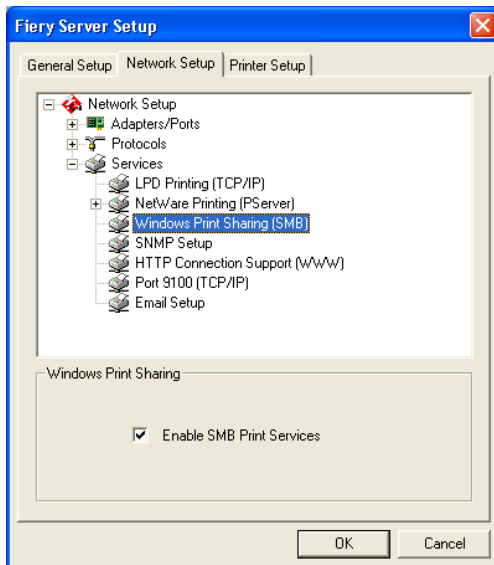 Fiery Server Setup
General Setup Network Setup Printer Setup
Network Setup
Adapters/Ports
Protocols
Services
LPD Printing (TCP/IP)
NetWare Printing (PServer)
Windows Print Sharing (SMB)
SNMP Setup
HTTP Connection Support (WWW)
Port 9100 (TCP/IP)
Email Setup
Windows Print Sharing
Enable SMB Print Services
OK Cancel